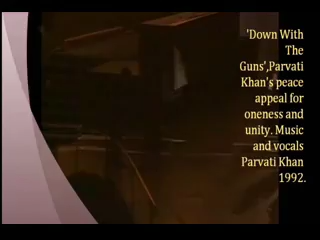 'Down With
The
Guns',Parvati
Khan's peace
appeal for
oneness and
unity. Music
and vocals
Parvati Khan
1992.